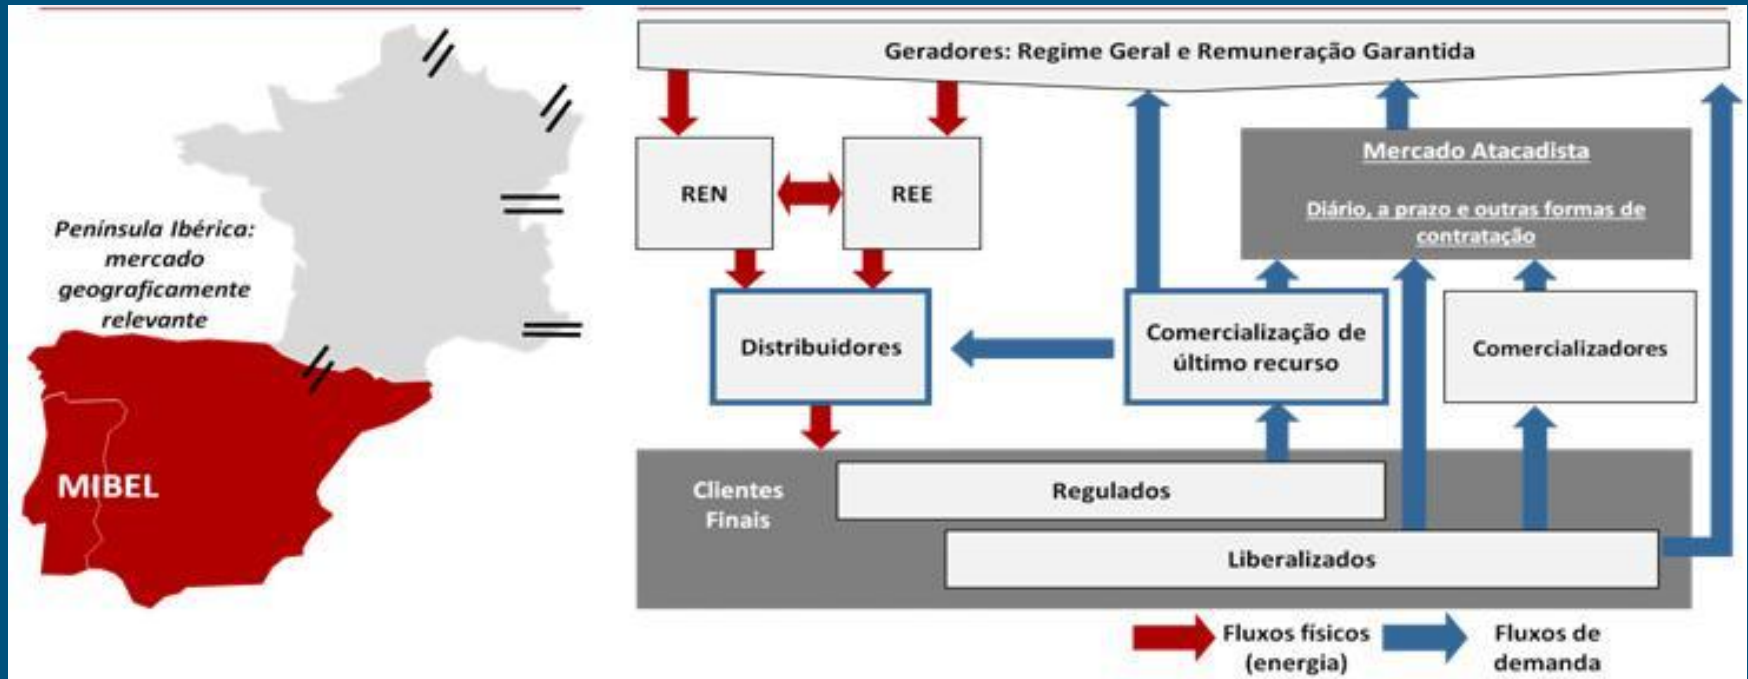 Península Ibérica:
mercado
geograficamente
relevante
MIBEL
Geradores: Regime Geral e Remuneração Garantida
REN
REE
Mercado Atacadista
Diário, a prazo e outras formas de
contratação
Distribuidores
Comercialização de
último recurso
Comercializadores
Clientes
Finais
Regulados
Liberalizados
Fluxos físicos
(energia)
Fluxos de
demanda